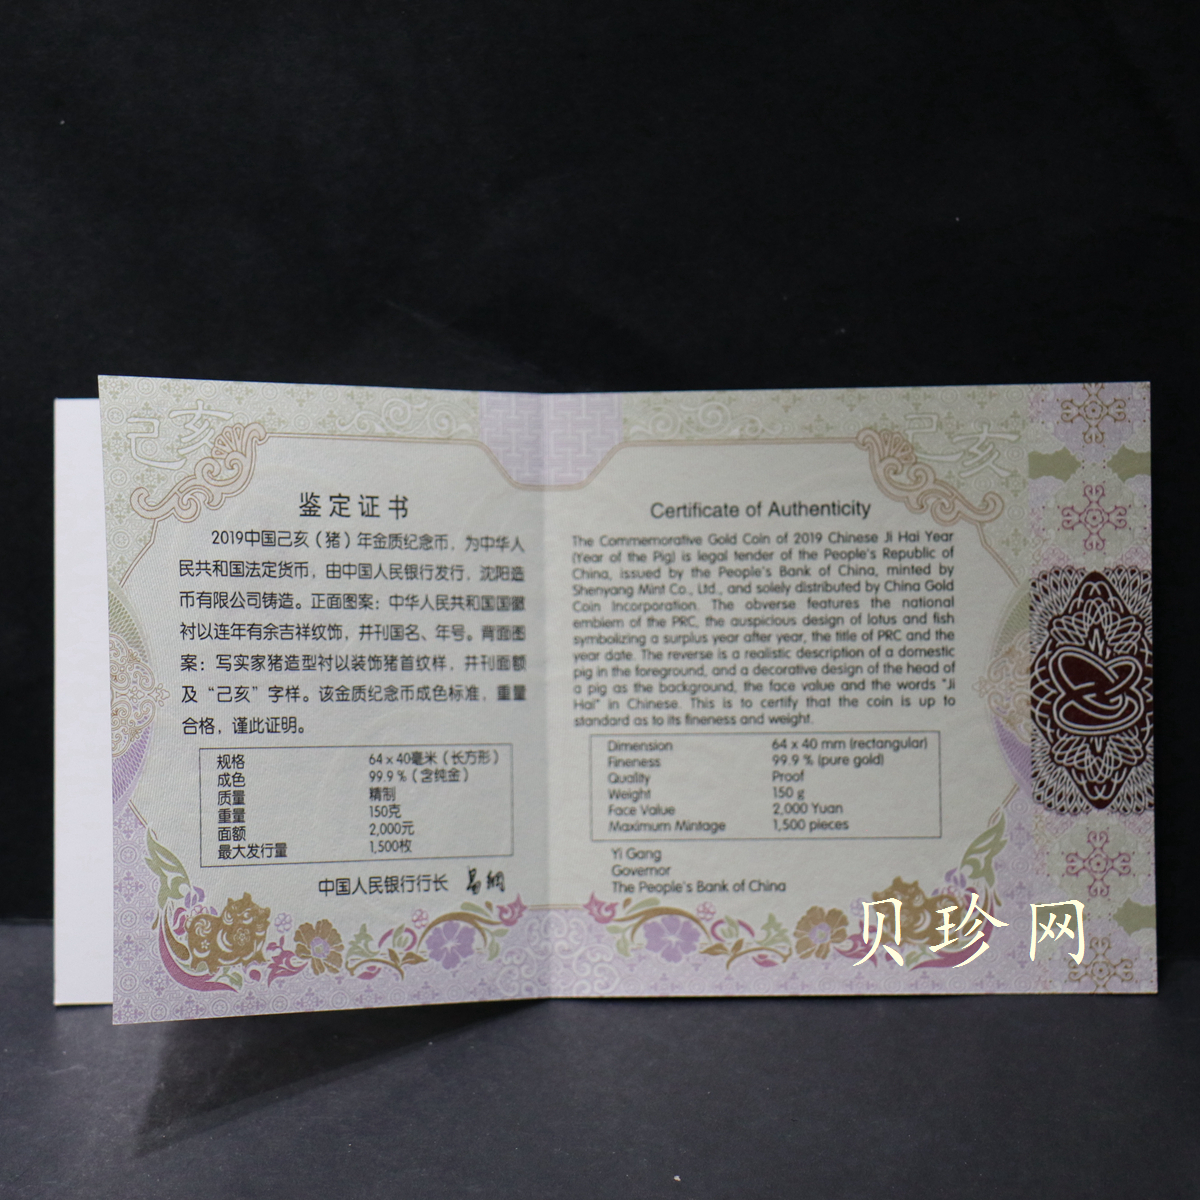 己亥
己亥
鉴定证书
2019中国己亥（猪）年金质纪念币，为中华人
民共和国法定货币，由中国人民银行发行，沈阳造
币有限公司铸造。正面图案：中华人民共和国国徽
衬以连年有余吉祥纹饰，并刊国名、年号。背面图
案：写实家猪造型衬以装饰猪首纹样，并刊面额
及“己亥”字样。该金质纪念币成色标准，重量
合格，谨此证明。
规格 64×40毫米（长方形）
成色 99.9％（含纯金）
质量 精制
重量 150克
面额 2,000元
最大发行量 1,500枚
中国人民银行行长 易纲
Certificate of Authenticity
The Commemorative Gold Coin of 2019 Chinese Ji Hai Year
(Year of the Pig) is legal tender of the People's Republic of
China, issued by the People's Bank of China, minted by
Shenyang Mint Co., Ltd., and solely distributed by China Gold
Coin Incorporation. The obverse features the national
emblem of the PRC, the auspicious design of lotus and fish
symbolizing a surplus year after year, the title of PRC and the
year date. The reverse is a realistic description of a domestic
pig in the foreground, and a decorative design of the head of
a pig as the background, the face value and the words "Ji
Hai" in Chinese. This is to certify that the coin is up to
standard as to its fineness and weight.
Dimension 64 x 40 mm (rectangular)
Fineness 99.9 % (pure gold)
Quality Proof
Weight 150 g
Face Value 2,000 Yuan
Maximum Mintage 1,500 pieces
Yi Gang
Governor
The People's Bank of China
贝珍网